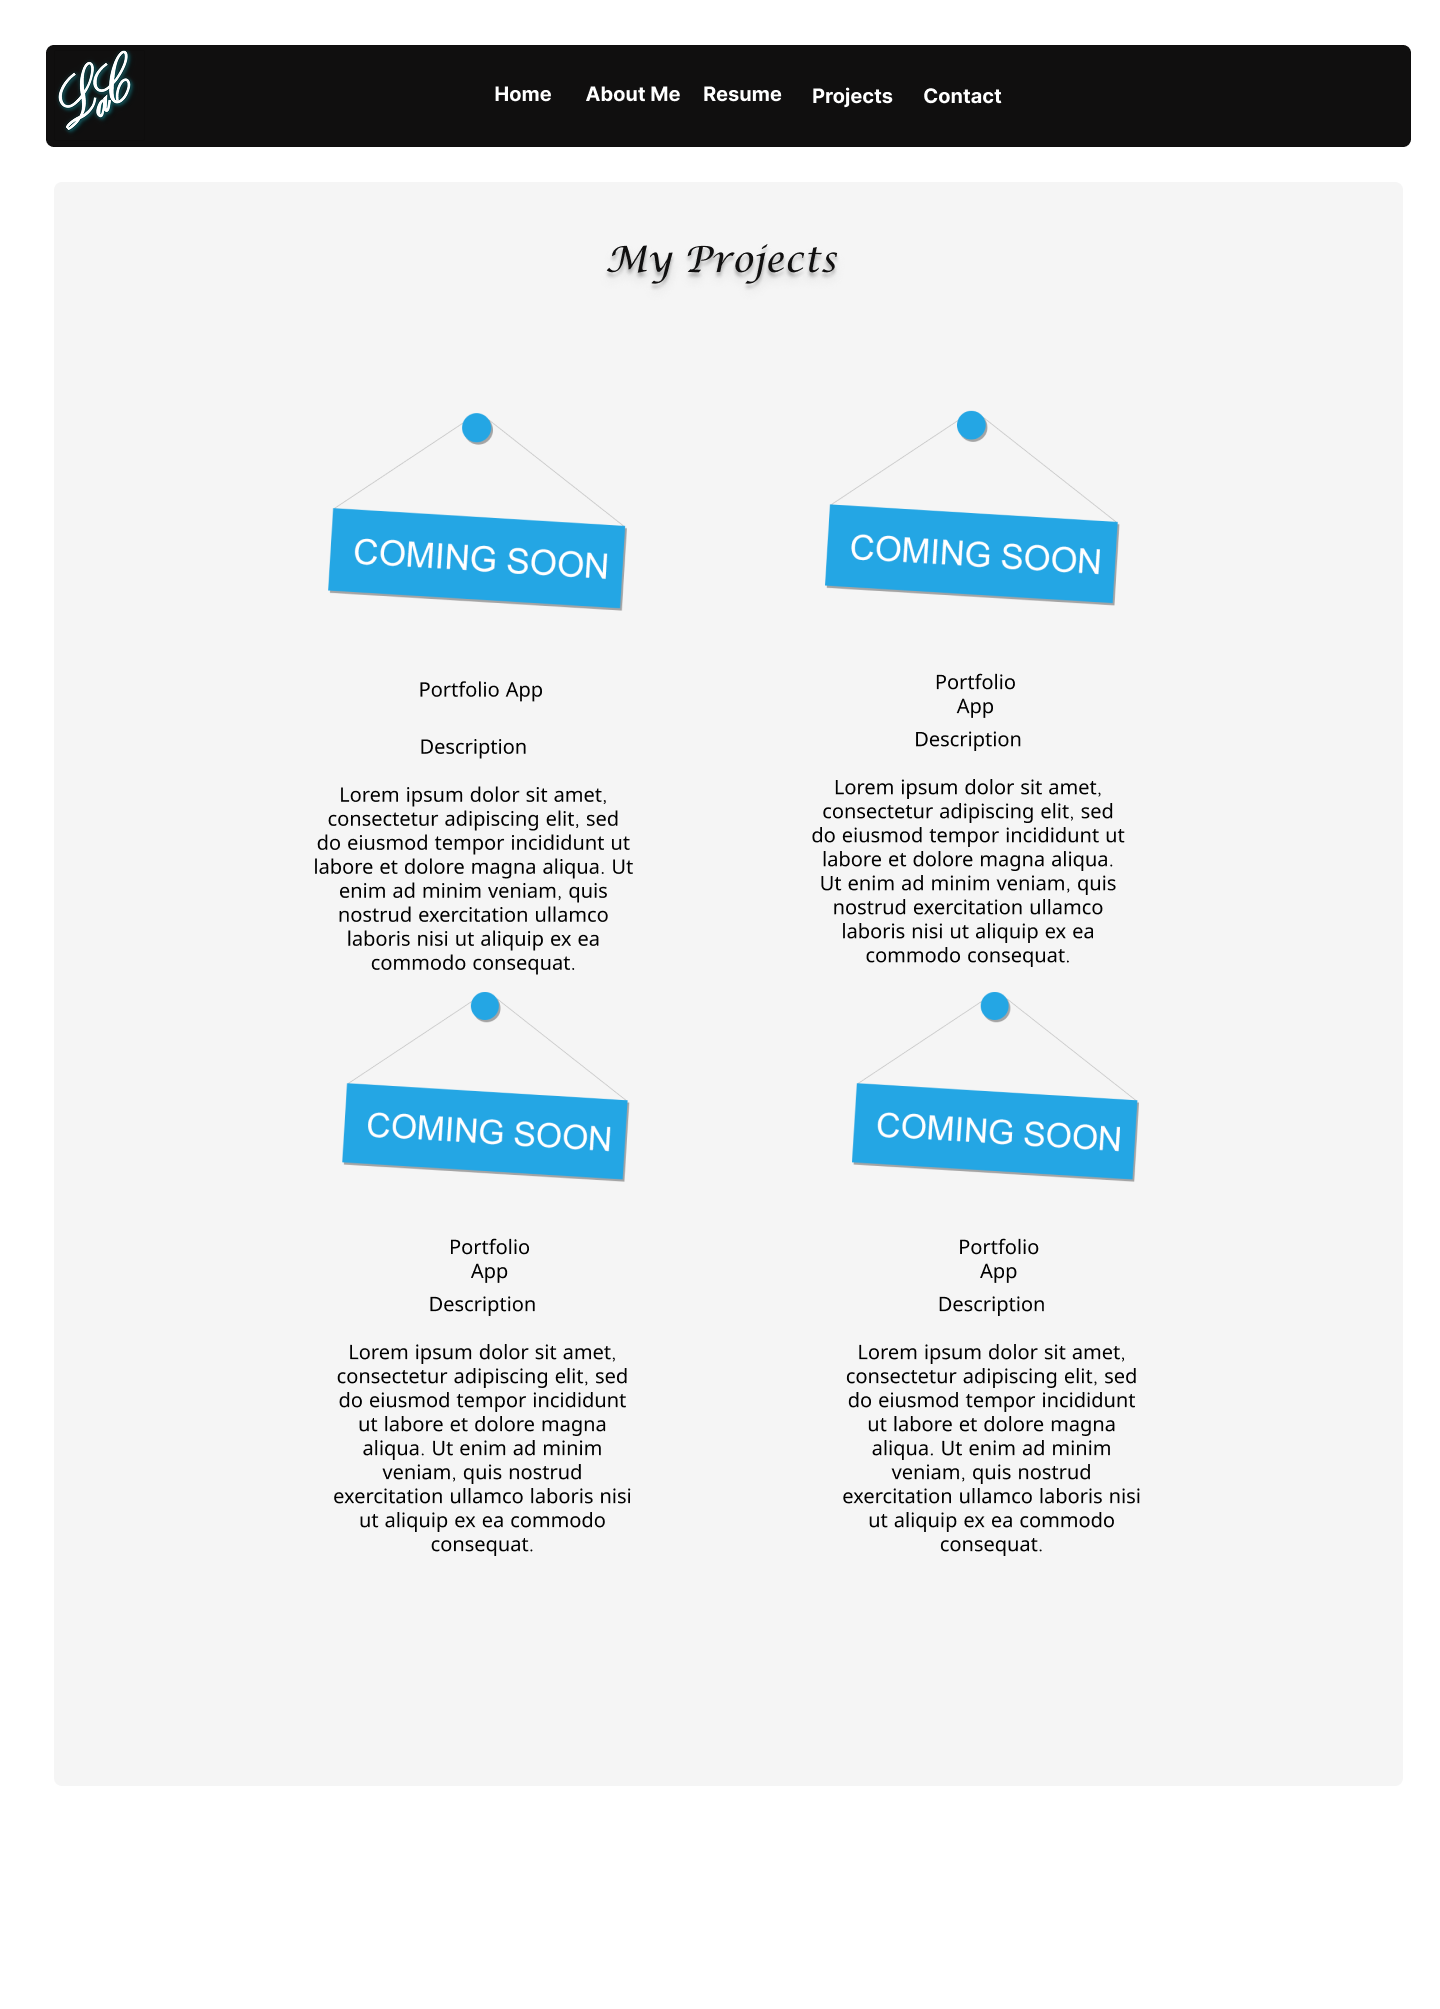 Home About Me Resume Projects Contact
My Projects
COMING SOON
Portfolio App
Description
Lorem ipsum dolor sit amet,
consectetur adipiscing elit, sed
do eiusmod tempor incididunt ut
labore et dolore magna aliqua. Ut
enim ad minim veniam, quis
nostrud exercitation ullamco
laboris nisi ut aliquip ex ea
commodo consequat.
COMING SOON
Portfolio
App
Description
Lorem ipsum dolor sit amet,
consectetur adipiscing elit, sed
do eiusmod tempor incididunt ut
labore et dolore magna aliqua.
Ut enim ad minim veniam, quis
nostrud exercitation ullamco
laboris nisi ut aliquip ex ea
commodo consequat.
COMING SOON
Portfolio
App
Description
Lorem ipsum dolor sit amet,
consectetur adipiscing elit, sed
do eiusmod tempor incididunt
ut labore et dolore magna
aliqua. Ut enim ad minim
veniam, quis nostrud
exercitation ullamco laboris nisi
ut aliquip ex ea commodo
consequat.
COMING SOON
Portfolio
App
Description
Lorem ipsum dolor sit amet,
consectetur adipiscing elit, sed
do eiusmod tempor incididunt
ut labore et dolore magna
aliqua. Ut enim ad minim
veniam, quis nostrud
exercitation ullamco laboris nisi
ut aliquip ex ea commodo
consequat.